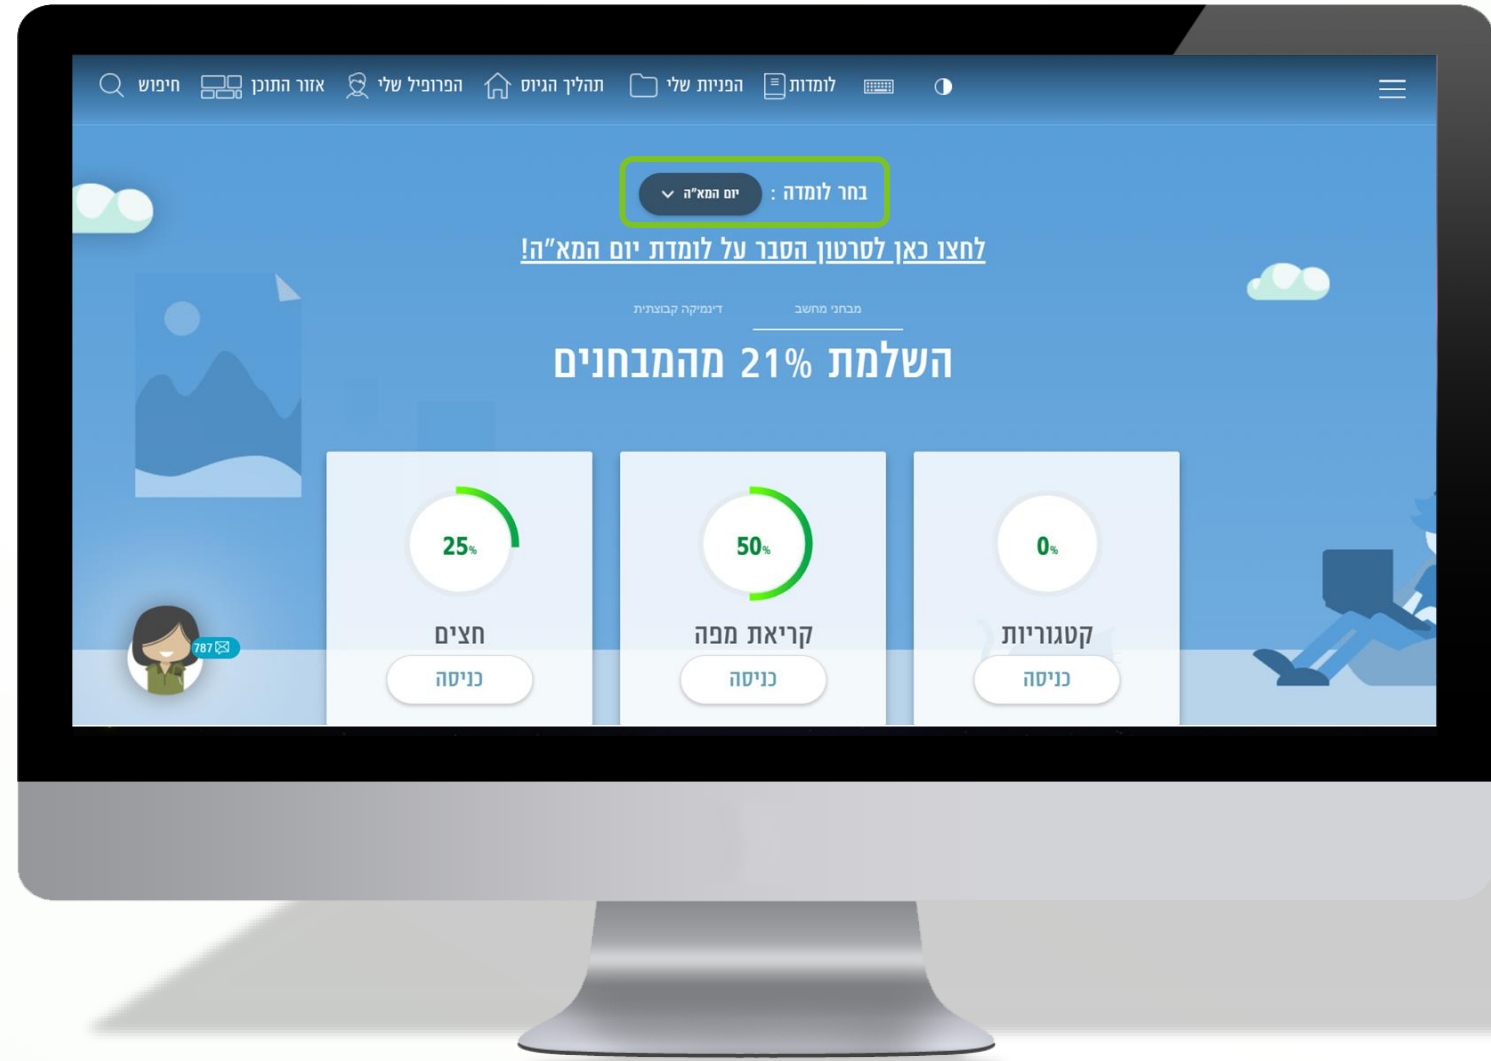 לומדות הפניות שלי תהליך הגיוס הפרופיל שלי אזור התוכן חיפוש
בחר לומדה : יום המא"ה
לחצו כאן לסרטון הסבר על לומדת יום המא"ה!
מבחני מחשב דינמיקה קבוצתית
השלמת 21% מהמבחנים
0% 50% 25%
קטגוריות קריאת מפה חצים
787
כניסה כניסה כניסה